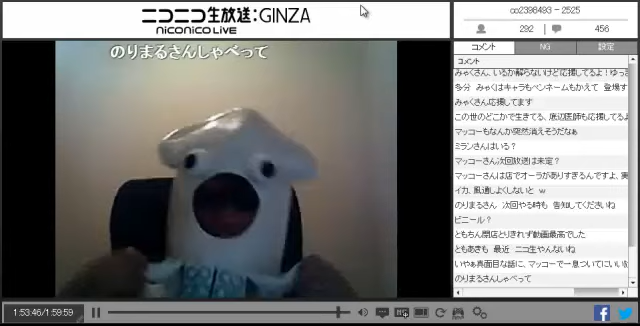 ニコニコ生放送:GINZA
niconico LIVE
co2398493 - 2525
292
456
のりまるさんしゃべって
コメント
NG
設定
コメント
みゃくさん、いるか解らないけど応援してるよ!ゆっさ
多分 みゃくはキャラもペンネームもかえて 登場す
みゃくさん応援してます
この世のどこかで生きてる、底辺医師も応援してるよ
マッコーもなんか突然消えそうだなぁ
ミランさんはいる?
マッコーさん次回放送は未定?
マッコーさんは店でオーラがありすぎるんですよ、実
イカ、風通しよくしないと w
のりまるさん 次回やる時も 告知してくださいね
ビニール?
ともちん閉店とりきれず動画最高でした
ともあきも 最近 ニコ生やんないね
いやぁ真面目な話に、マッコーで一息ついてにいい
のりまるさんしゃべって
1:53:46/1:59:59